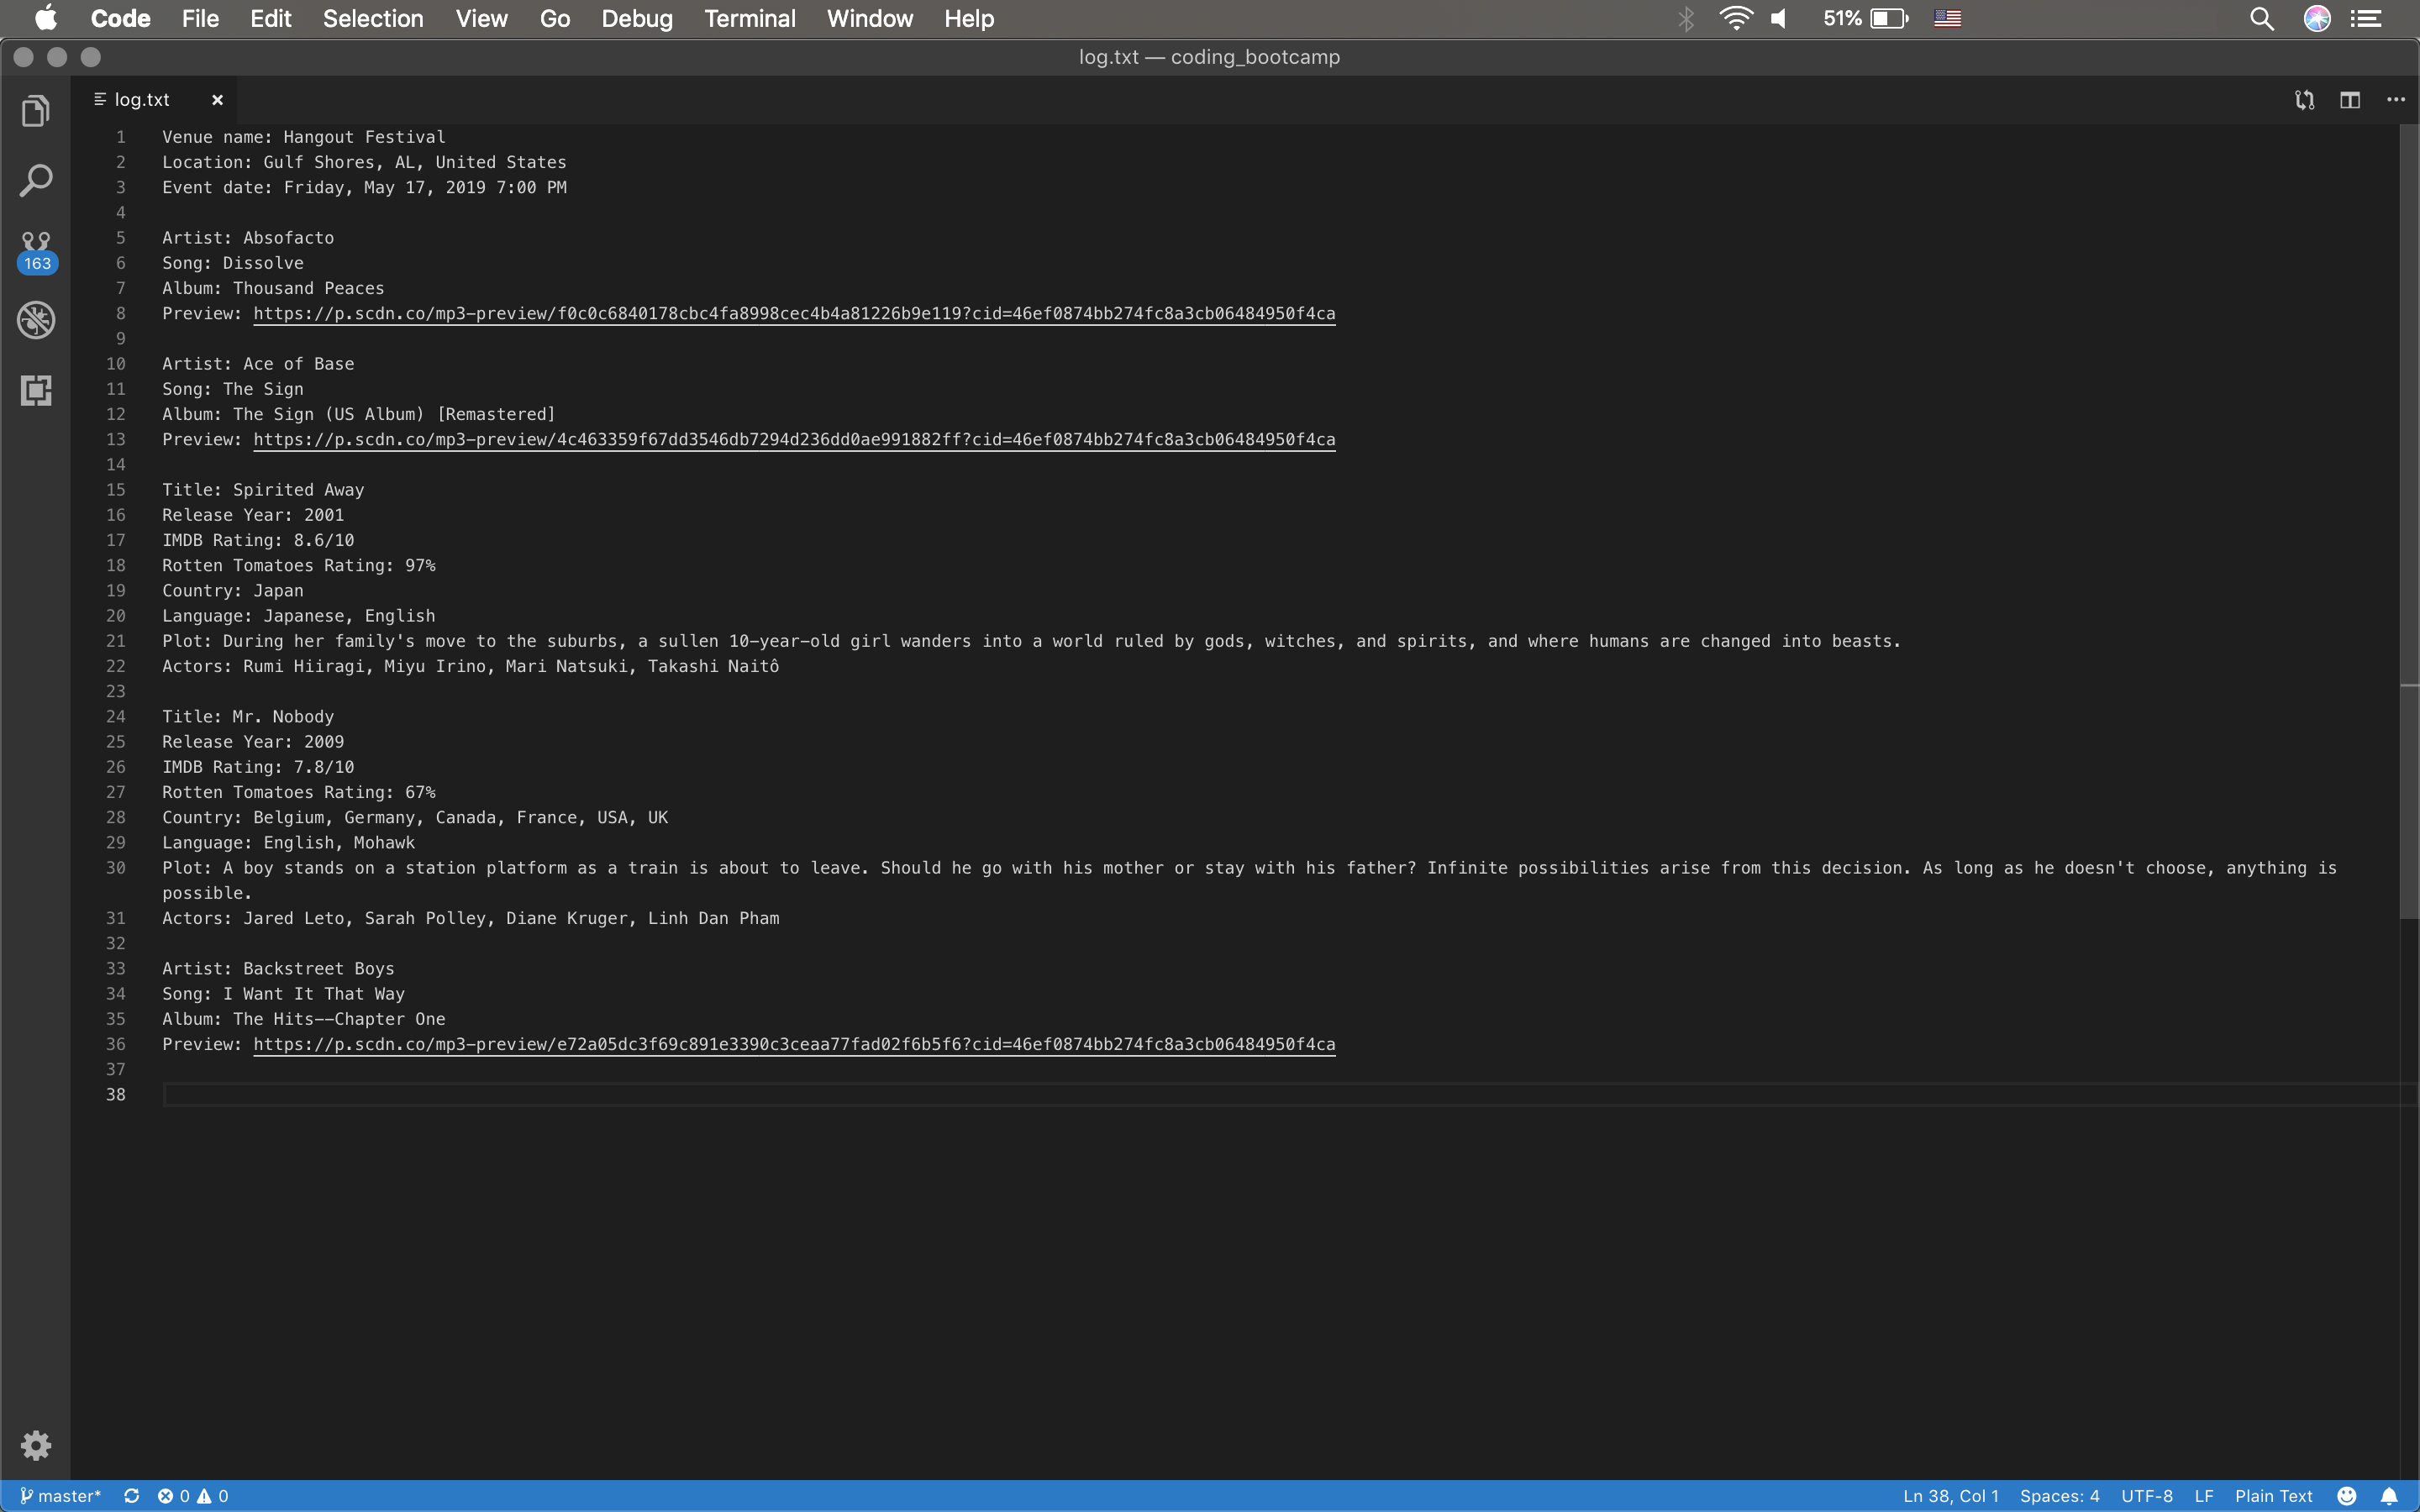 Code File Edit Selection View Go Debug Terminal Window Help 51%
log.txt — coding_bootcamp
log.txt
163
1 Venue name: Hangout Festival
2 Location: Gulf Shores, AL, United States
3 Event date: Friday, May 17, 2019 7:00 PM
4
5 Artist: Absofacto
6 Song: Dissolve
7 Album: Thousand Peaces
8 Preview: https://p.scdn.co/mp3-preview/f0c0c6840178cbc4fa8998cec4b4a81226b9e119?cid=46ef0874bb274fc8a3cb06484950f4ca
9
10 Artist: Ace of Base
11 Song: The Sign
12 Album: The Sign (US Album) [Remastered]
13 Preview: https://p.scdn.co/mp3-preview/4c463359f67dd3546db7294d236dd0ae991882ff?cid=46ef0874bb274fc8a3cb06484950f4ca
14
15 Title: Spirited Away
16 Release Year: 2001
17 IMDB Rating: 8.6/10
18 Rotten Tomatoes Rating: 97%
19 Country: Japan
20 Language: Japanese, English
21 Plot: During her family's move to the suburbs, a sullen 10-year-old girl wanders into a world ruled by gods, witches, and spirits, and where humans are changed into beasts.
22 Actors: Rumi Hiiragi, Miyu Irino, Mari Natsuki, Takashi Naitô
23
24 Title: Mr. Nobody
25 Release Year: 2009
26 IMDB Rating: 7.8/10
27 Rotten Tomatoes Rating: 67%
28 Country: Belgium, Germany, Canada, France, USA, UK
29 Language: English, Mohawk
30 Plot: A boy stands on a station platform as a train is about to leave. Should he go with his mother or stay with his father? Infinite possibilities arise from this decision. As long as he doesn't choose, anything is
possible.
31 Actors: Jared Leto, Sarah Polley, Diane Kruger, Linh Dan Pham
32
33 Artist: Backstreet Boys
34 Song: I Want It That Way
35 Album: The Hits--Chapter One
36 Preview: https://p.scdn.co/mp3-preview/e72a05dc3f69c891e3390c3ceaa77fad02f6b5f6?cid=46ef0874bb274fc8a3cb06484950f4ca
37
38
master* 0 0 Ln 38, Col 1 Spaces: 4 UTF-8 LF Plain Text